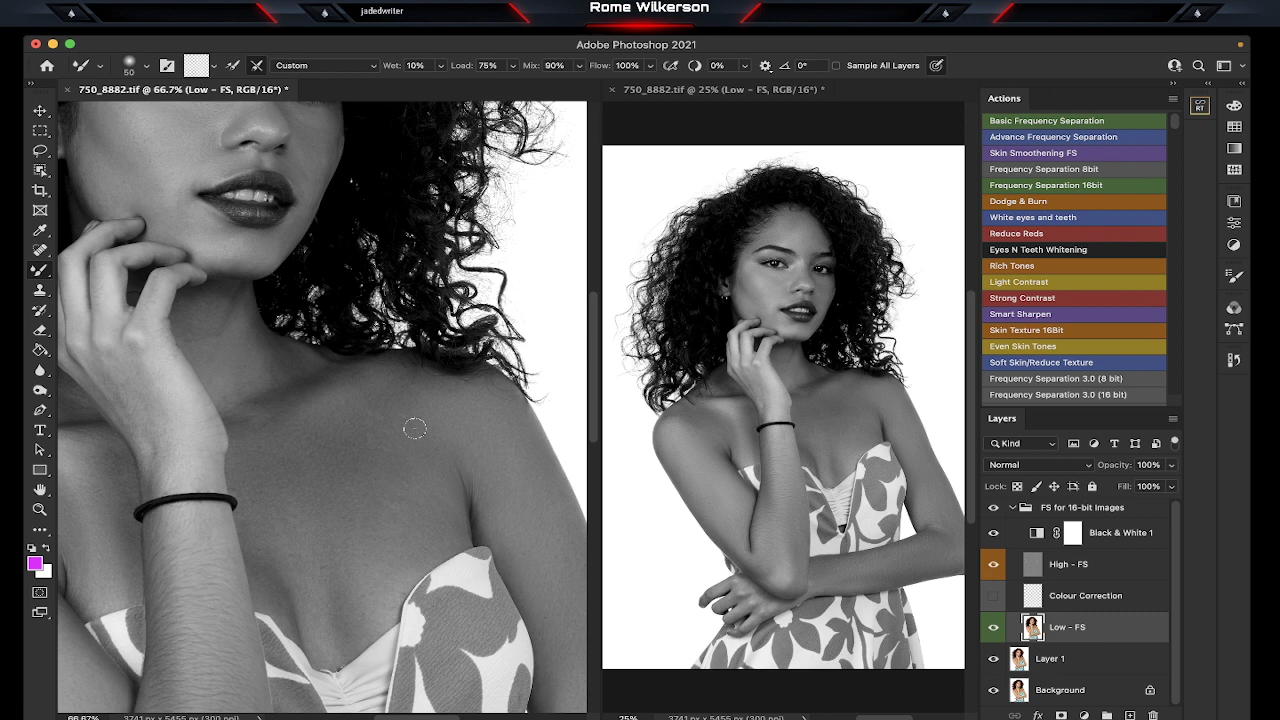 jadedwriter
Rome Wilkerson
Adobe Photoshop 2021
50
Custom
Wet: 10%
Load: 75%
Mix: 90%
Flow: 100%
0%
0°
Sample All Layers
750_8882.tif @ 66.7% (Low – FS, RGB/16*) *
750_8882.tif @ 25% (Low – FS, RGB/16*) *
Actions
RT
Basic Frequency Separation
Advance Frequency Separation
Skin Smoothening FS
Frequency Separation 8bit
Frequency Separation 16bit
Dodge & Burn
White eyes and teeth
Reduce Reds
Eyes N Teeth Whitening
Rich Tones
Light Contrast
Strong Contrast
Smart Sharpen
Skin Texture 16Bit
Even Skin Tones
Soft Skin/Reduce Texture
Frequency Separation 3.0 (8 bit)
Frequency Separation 3.0 (16 bit)
Layers
Kind
Normal
Opacity: 100%
Lock:
Fill: 100%
FS for 16-bit Images
Black & White 1
High – FS
Colour Correction
Low – FS
Layer 1
Background
66.67%
3741 px x 5455 px (300 ppi)
25%
3741 px x 5455 px (300 ppi)
fx